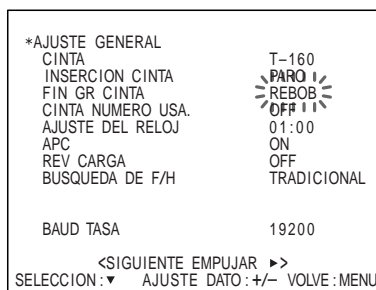 *AJUSTE GENERAL
CINTA T-160
INSERCION CINTA PARO
FIN GR CINTA REBOB
CINTA NUMERO USA. OFF
AJUSTE DEL RELOJ 01:00
APC ON
REV CARGA OFF
BUSQUEDA DE F/H TRADICIONAL
BAUD TASA 19200
<SIGUIENTE EMPUJAR ►>
SELECCION:▼ AJUSTE DATO:+/− VOLVE:MENU